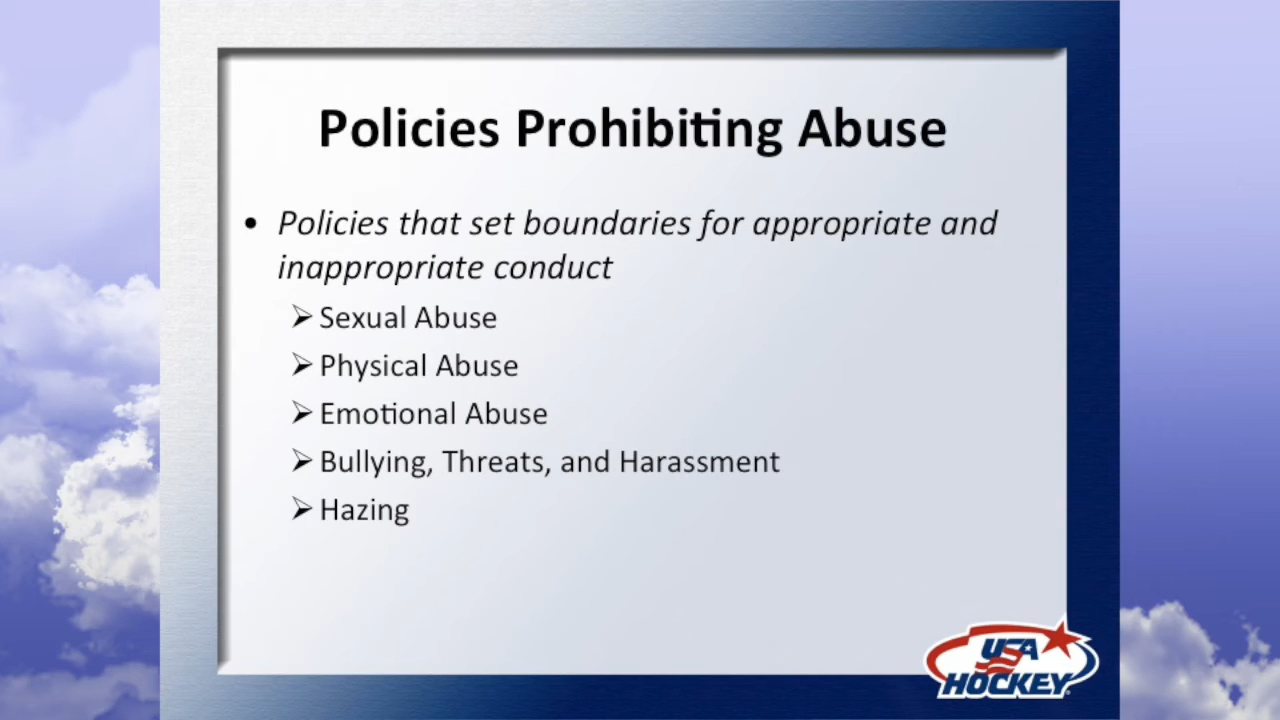 Policies Prohibiting Abuse
• Policies that set boundaries for appropriate and
inappropriate conduct
➢ Sexual Abuse
➢ Physical Abuse
➢ Emotional Abuse
➢ Bullying, Threats, and Harassment
➢ Hazing
USA
HOCKEY